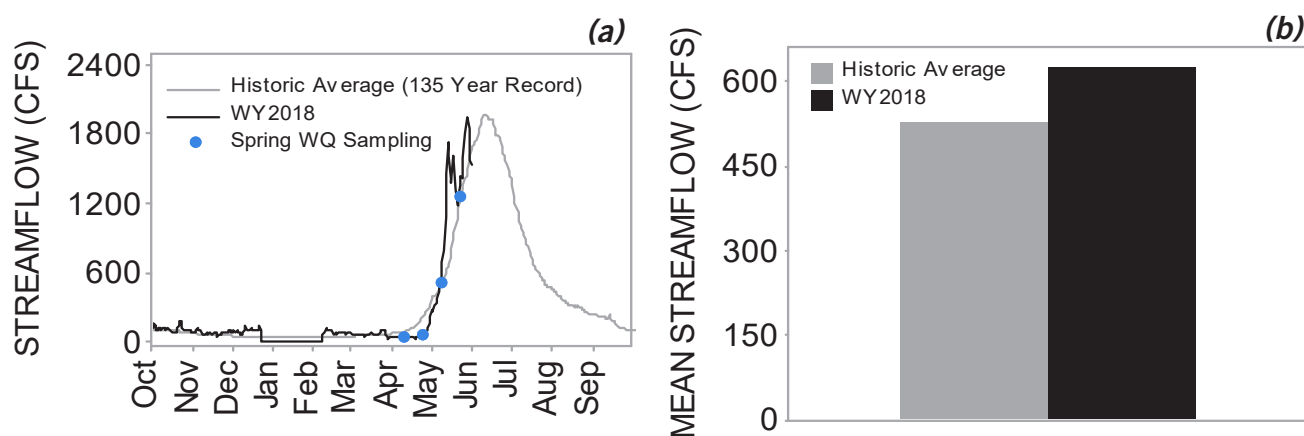 (a)
STREAMFLOW (CFS)
2400
1800
1200
600
0
Historic Average (135 Year Record)
WY2018
Spring WQ Sampling
Oct
Nov
Dec
Jan
Feb
Mar
Apr
May
Jun
Jul
Aug
Sep
(b)
MEAN STREAMFLOW (CFS)
600
450
300
150
0
Historic Average
WY2018